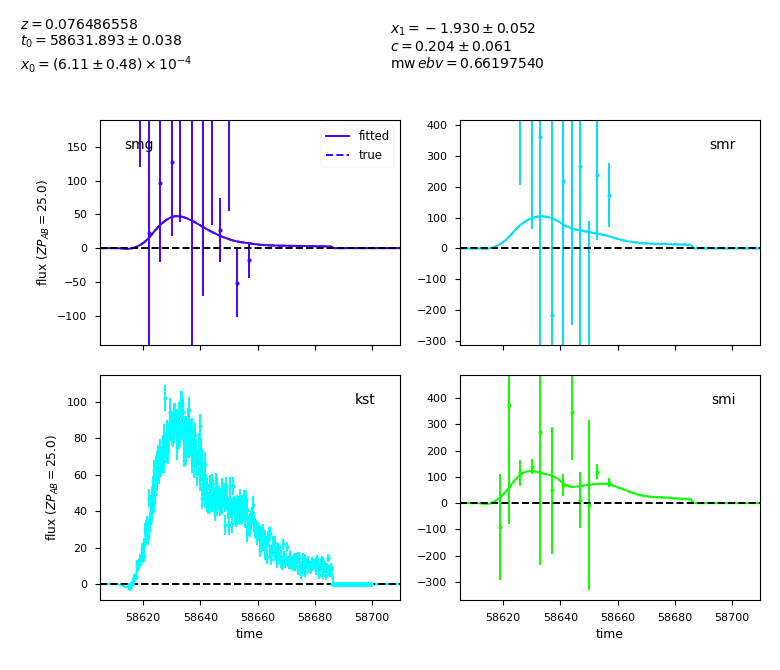 z = 0.076486558
t₀ = 58631.893 ± 0.038
x₀ = (6.11 ± 0.48) × 10⁻⁴
x₁ = −1.930 ± 0.052
c = 0.204 ± 0.061
mw ebv = 0.66197540
smg
fitted
true
150
100
50
0
−50
−100
flux (ZP_AB = 25.0)
smr
400
300
200
100
0
−100
−200
−300
kst
100
80
60
40
20
0
flux (ZP_AB = 25.0)
58620 58640 58660 58680 58700
time
smi
400
300
200
100
0
−100
−200
−300
58620 58640 58660 58680 58700
time